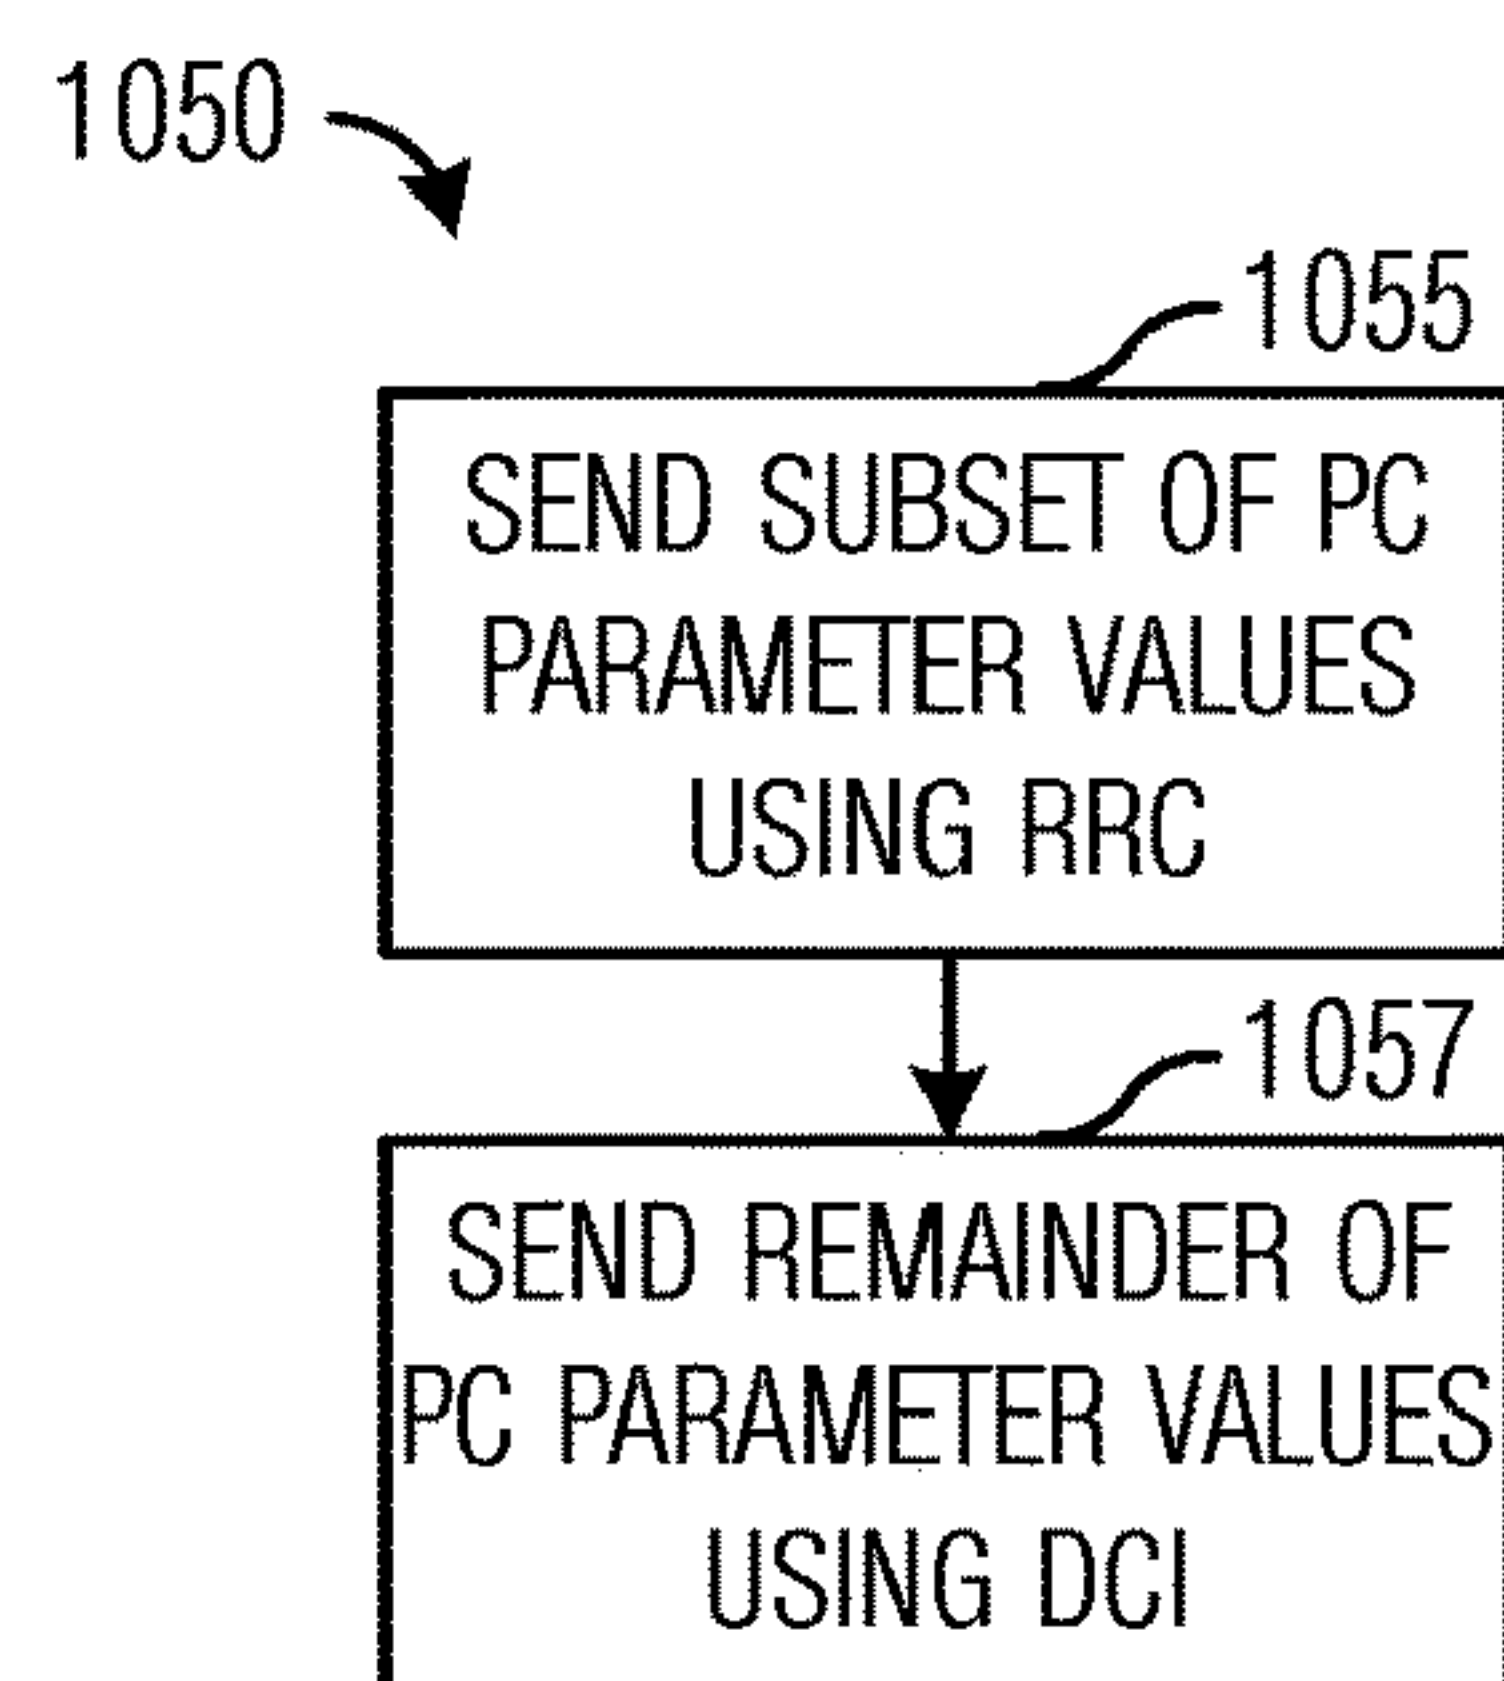 1050
1055
SEND SUBSET OF PC
PARAMETER VALUES
USING RRC
1057
SEND REMAINDER OF
PC PARAMETER VALUES
USING DCI